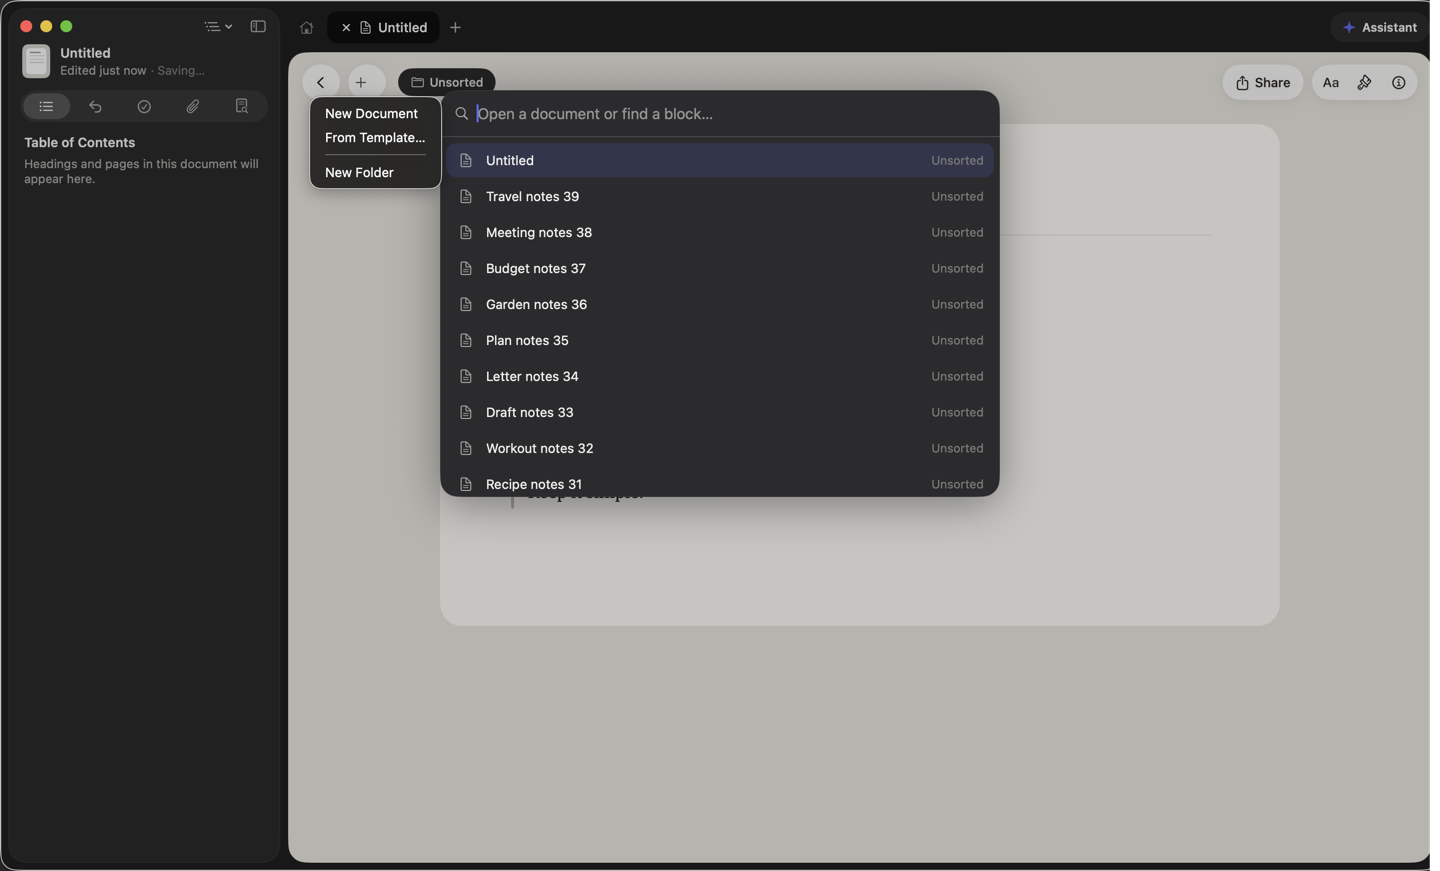 Untitled
Edited just now · Saving...
Table of Contents
Headings and pages in this document will
appear here.
Untitled
Assistant
Unsorted
Share
Aa
New Document
From Template...
New Folder
Open a document or find a block...
Untitled Unsorted
Travel notes 39 Unsorted
Meeting notes 38 Unsorted
Budget notes 37 Unsorted
Garden notes 36 Unsorted
Plan notes 35 Unsorted
Letter notes 34 Unsorted
Draft notes 33 Unsorted
Workout notes 32 Unsorted
Recipe notes 31 Unsorted